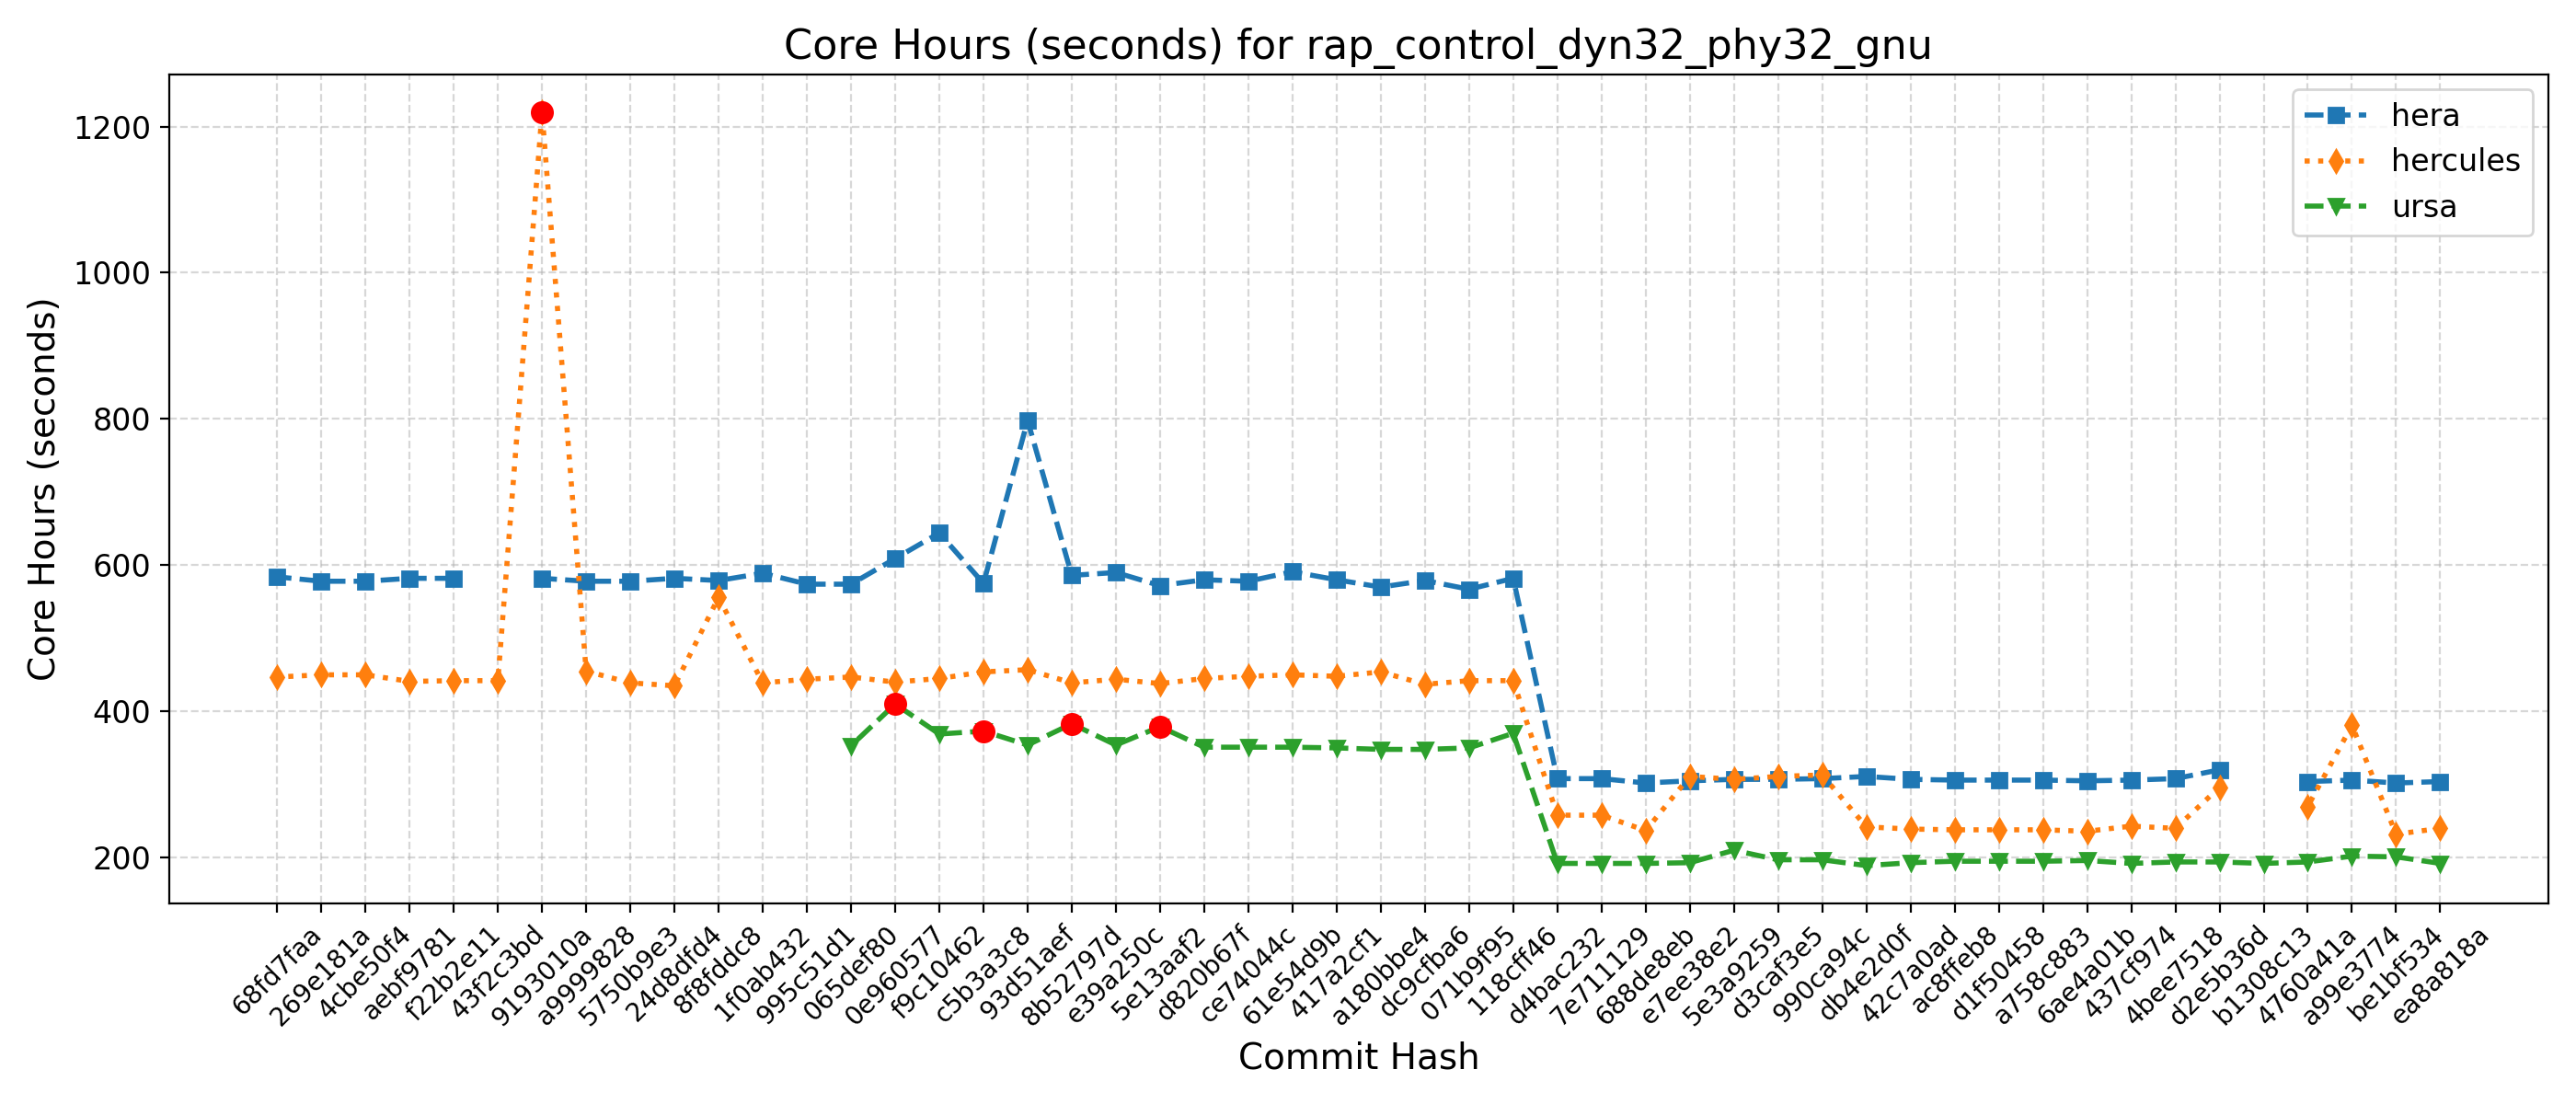 Core Hours (seconds) for rap_control_dyn32_phy32_gnu
hera
hercules
ursa
Core Hours (seconds)
1200
1000
800
600
400
200
68fd7faa
269e181a
4cbe50f4
aebf9781
f22b2e11
43f2c3bd
9193010a
a9999828
5750b9e3
24d8dfd4
8f8fddc8
1f0ab432
995c51d1
065def80
0e960577
f9c10462
c5b3a3c8
93d51aef
8b52797d
e39a250c
5e13aaf2
d820b67f
ce74044c
61e54d9b
417a2cf1
a180bbe4
dc9cfba6
071b9f95
118cff46
d4bac232
7e711129
688de8eb
e7ee38e2
5e3a9259
d3caf3e5
990ca94c
db4e2d0f
42c7a0ad
ac8ffeb8
d1f50458
a758c883
6ae4a01b
437cf974
4bee7518
d2e5b36d
b1308c13
4760a41a
a99e3774
be1bf534
ea8a818a
Commit Hash